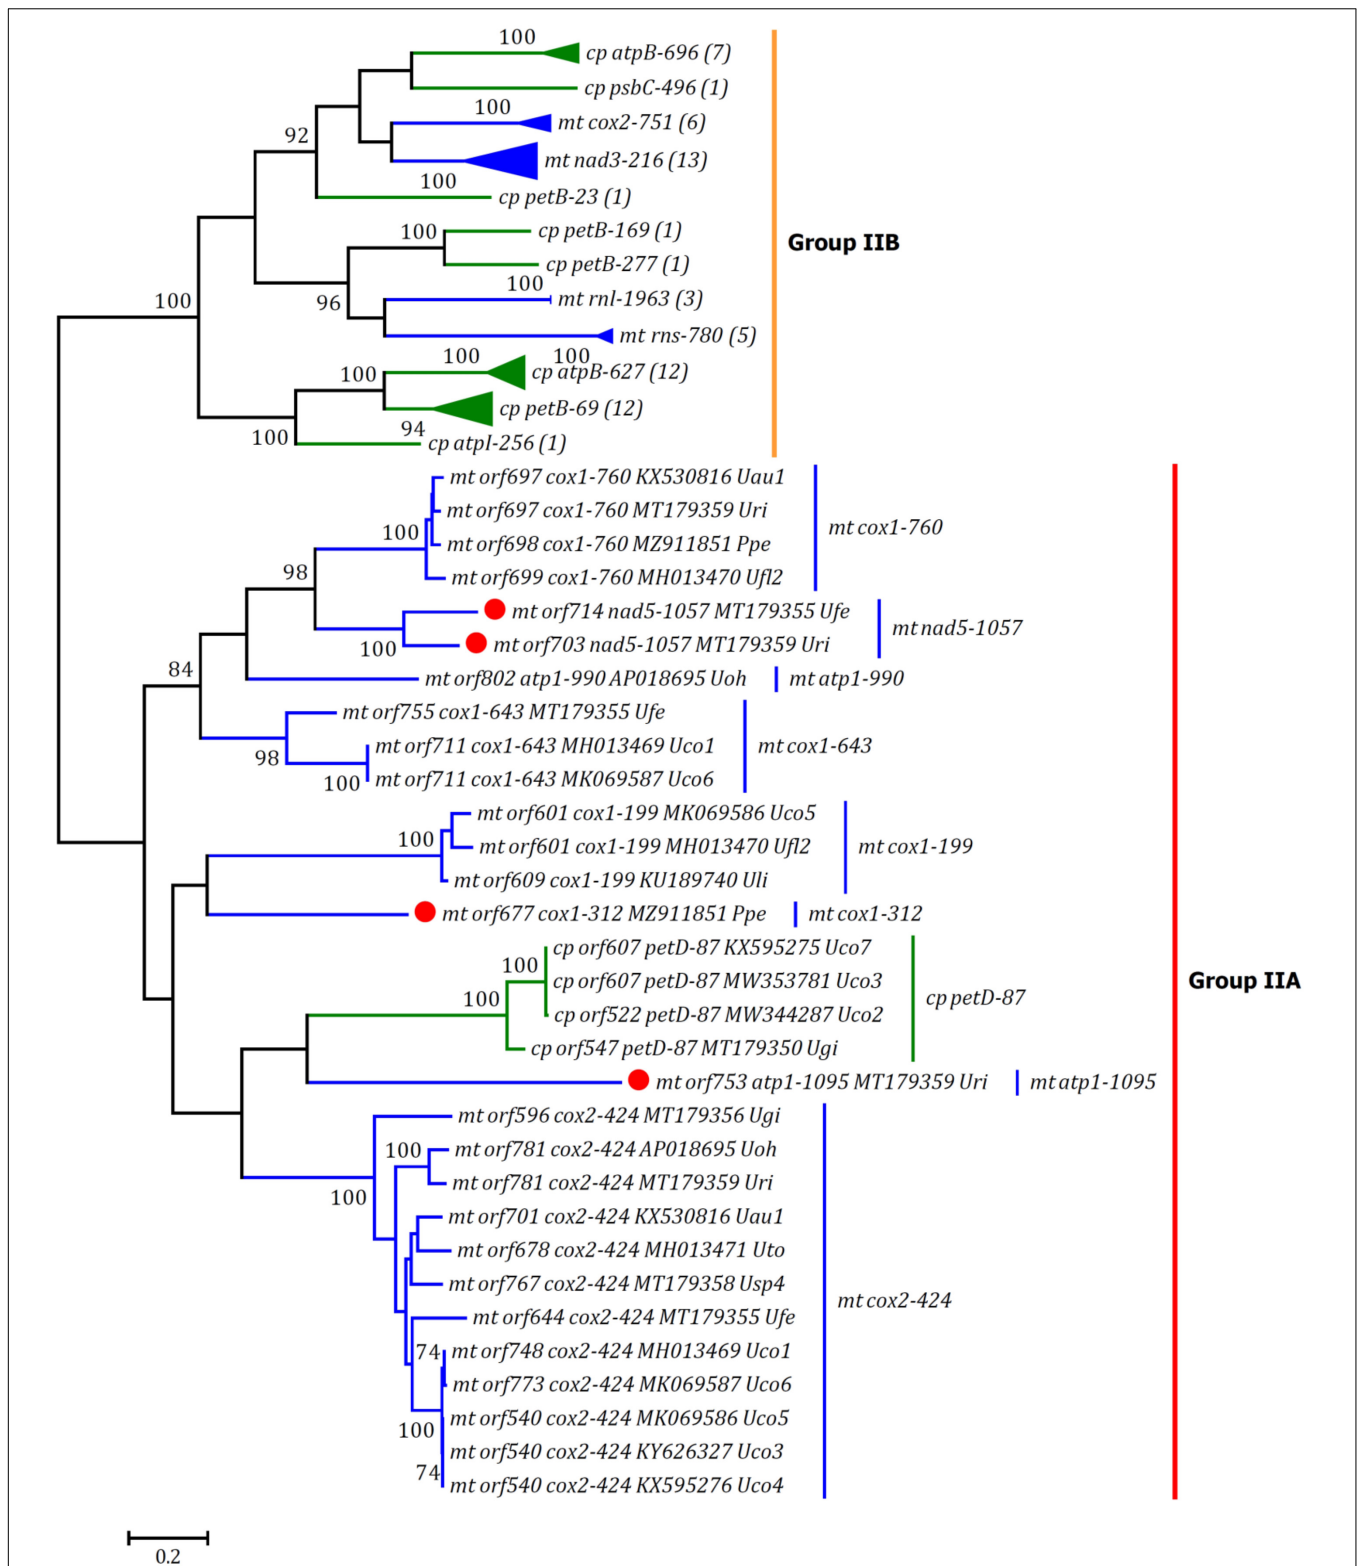 100
cp atpB-696 (7)
cp psbC-496 (1)
100
mt cox2-751 (6)
92
mt nad3-216 (13)
100
cp petB-23 (1)
100
cp petB-169 (1)
Group IIB
cp petB-277 (1)
100
96
mt rnl-1963 (3)
100
mt rns-780 (5)
100
100
cp atpB-627 (12)
100
cp petB-69 (12)
94
100
cp atpI-256 (1)
mt orf697 cox1-760 KX530816 Uau1
mt orf697 cox1-760 MT179359 Uri
100
mt cox1-760
mt orf698 cox1-760 MZ911851 Ppe
98
mt orf699 cox1-760 MH013470 Ufl2
mt orf714 nad5-1057 MT179355 Ufe
mt nad5-1057
100
mt orf703 nad5-1057 MT179359 Uri
84
mt orf802 atp1-990 AP018695 Uoh
mt atp1-990
mt orf755 cox1-643 MT179355 Ufe
98
mt orf711 cox1-643 MH013469 Uco1
mt cox1-643
100
mt orf711 cox1-643 MK069587 Uco6
mt orf601 cox1-199 MK069586 Uco5
100
mt orf601 cox1-199 MH013470 Ufl2
mt cox1-199
mt orf609 cox1-199 KU189740 Uli
mt orf677 cox1-312 MZ911851 Ppe
mt cox1-312
cp orf607 petD-87 KX595275 Uco7
100
cp orf607 petD-87 MW353781 Uco3
Group IIA
100
cp petD-87
cp orf522 petD-87 MW344287 Uco2
cp orf547 petD-87 MT179350 Ugi
mt orf753 atp1-1095 MT179359 Uri
mt atp1-1095
mt orf596 cox2-424 MT179356 Ugi
100
mt orf781 cox2-424 AP018695 Uoh
mt orf781 cox2-424 MT179359 Uri
100
mt orf701 cox2-424 KX530816 Uau1
mt orf678 cox2-424 MH013471 Uto
mt orf767 cox2-424 MT179358 Usp4
mt cox2-424
mt orf644 cox2-424 MT179355 Ufe
74
mt orf748 cox2-424 MH013469 Uco1
mt orf773 cox2-424 MK069587 Uco6
mt orf540 cox2-424 MK069586 Uco5
100
mt orf540 cox2-424 KY626327 Uco3
74
mt orf540 cox2-424 KX595276 Uco4
0.2